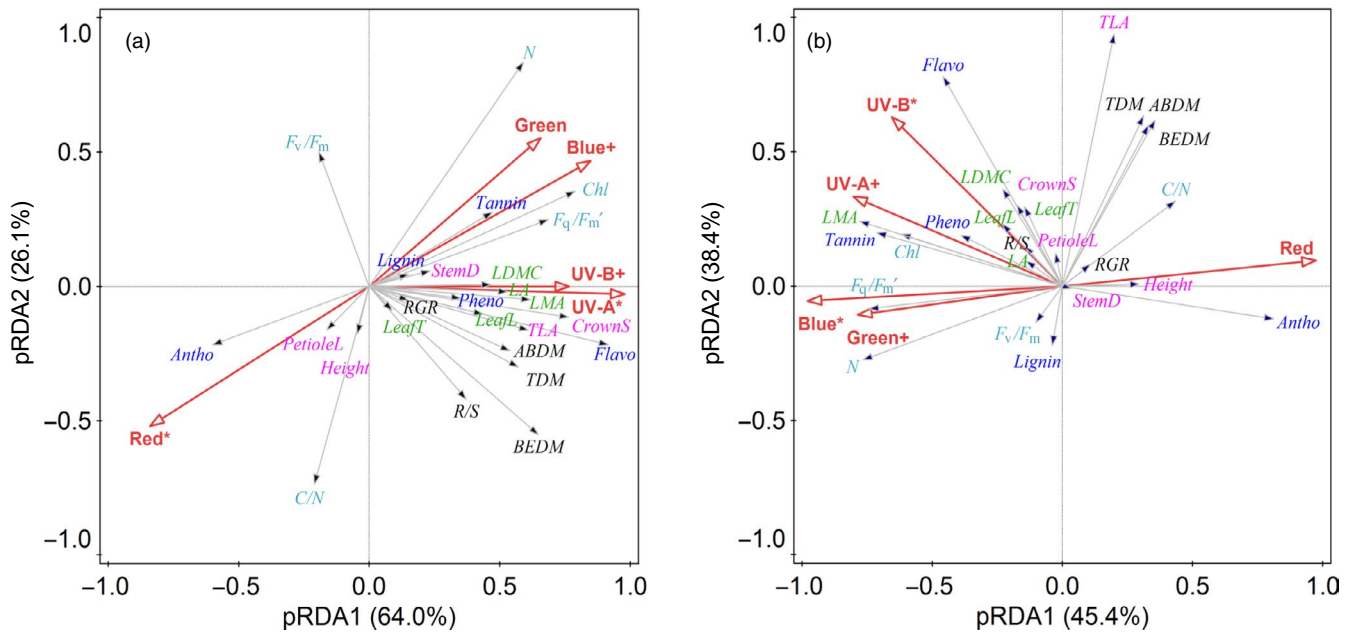 (a)
1.0
0.5
0.0
−0.5
−1.0
pRDA2 (26.1%)
N
Green
Fv/Fm
Blue+
Chl
Tannin
Fq/Fm′
Lignin
StemD
LDMC
UV-B+
LA
Pheno
LMA
UV-A*
RGR
LeafT
LeafL
TLA
CrownS
PetioleL
Antho
Height
ABDM
Flavo
TDM
R/S
Red*
BEDM
C/N
−1.0
−0.5
0.0
0.5
1.0
pRDA1 (64.0%)
(b)
1.0
0.5
0.0
−0.5
−1.0
pRDA2 (38.4%)
TLA
Flavo
UV-B*
TDM ABDM
BEDM
LDMC
CrownS
UV-A+
C/N
LMA
LeafL
LeafT
Pheno
Tannin
R/S
PetioleL
Chl
LA
RGR
Red
Fq/Fm′
Height
StemD
Blue*
Green+
Fv/Fm
Antho
N
Lignin
−1.0
−0.5
0.0
0.5
1.0
pRDA1 (45.4%)